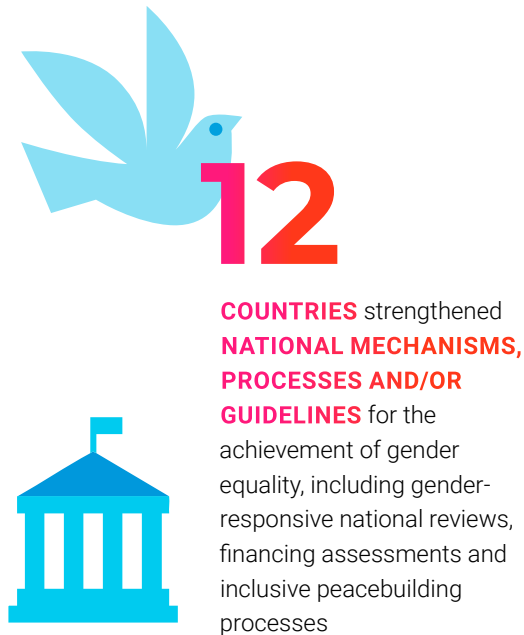 12
COUNTRIES strengthened
NATIONAL MECHANISMS,
PROCESSES AND/OR
GUIDELINES for the
achievement of gender
equality, including gender-
responsive national reviews,
financing assessments and
inclusive peacebuilding
processes